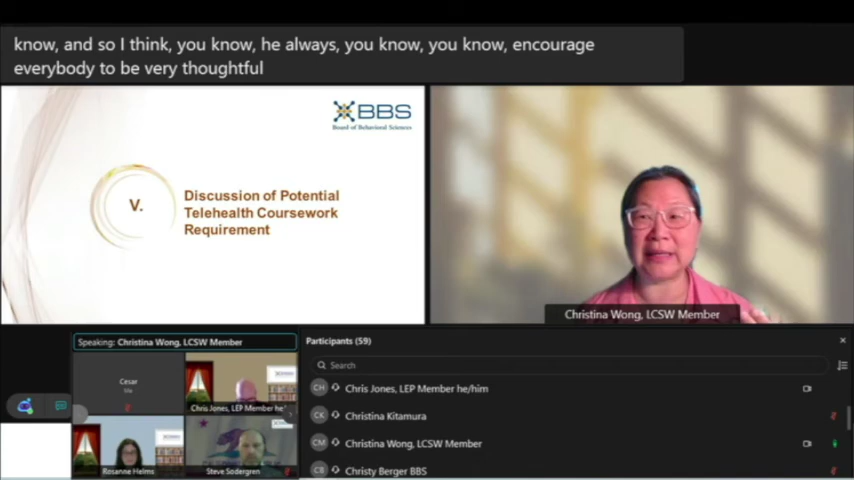 know, and so I think, you know, he always, you know, you know, encourage
everybody to be very thoughtful
BBS
Board of Behavioral Sciences
V.
Discussion of Potential
Telehealth Coursework
Requirement
Christina Wong, LCSW Member
Speaking: Christina Wong, LCSW Member
Cesar
Chris Jones, LEP Member he/
Rosanne Helms
Steve Sodergren
Participants (59)
Search
CH Chris Jones, LEP Member he/him
CK Christina Kitamura
CM Christina Wong, LCSW Member
CB Christy Berger BBS